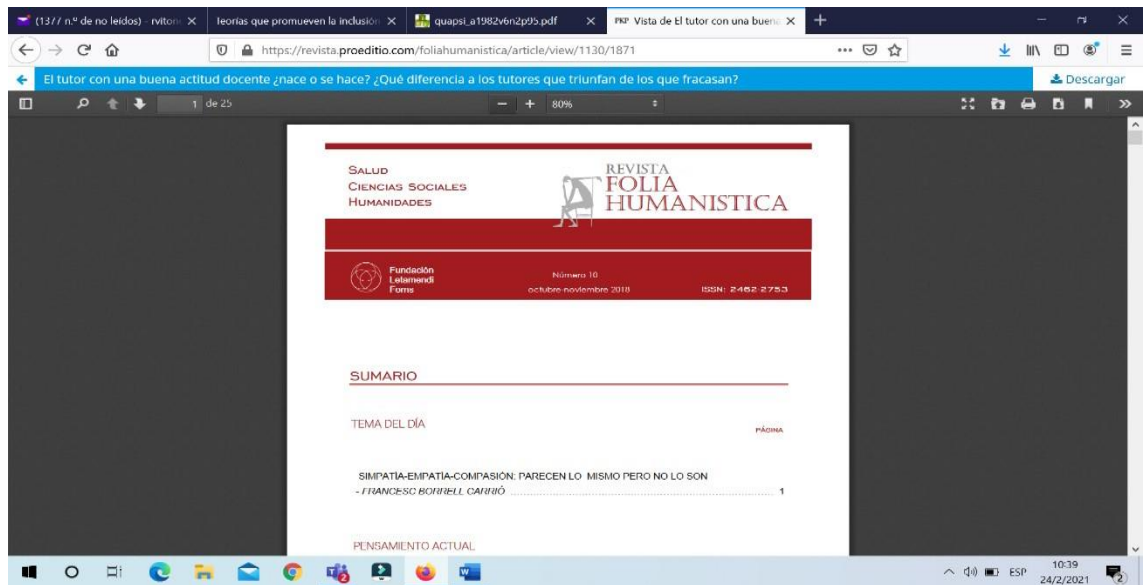 (1377 n.º de no leídos) - rviton
Teorías que promueven la inclusión
quapsi_a1982v6n2p95.pdf
PKP Vista de El tutor con una buena
https://revista.proeditio.com/foliahumanistica/article/view/1130/1871
El tutor con una buena actitud docente ¿nace o se hace? ¿Qué diferencia a los tutores que triunfan de los que fracasan?
Descargar
1 de 25
80%
SALUD
CIENCIAS SOCIALES
HUMANIDADES
REVISTA
FOLIA
HUMANISTICA
Fundación
Letamendi
Forns
Número 10
octubre-noviembre 2018
ISSN: 2462-2753
SUMARIO
TEMA DEL DÍA
PÁGINA
SIMPATÍA-EMPATÍA-COMPASIÓN: PARECEN LO MISMO PERO NO LO SON
- FRANCESC BORRELL CARRIÓ 1
PENSAMIENTO ACTUAL
ESP
10:39
24/2/2021
2